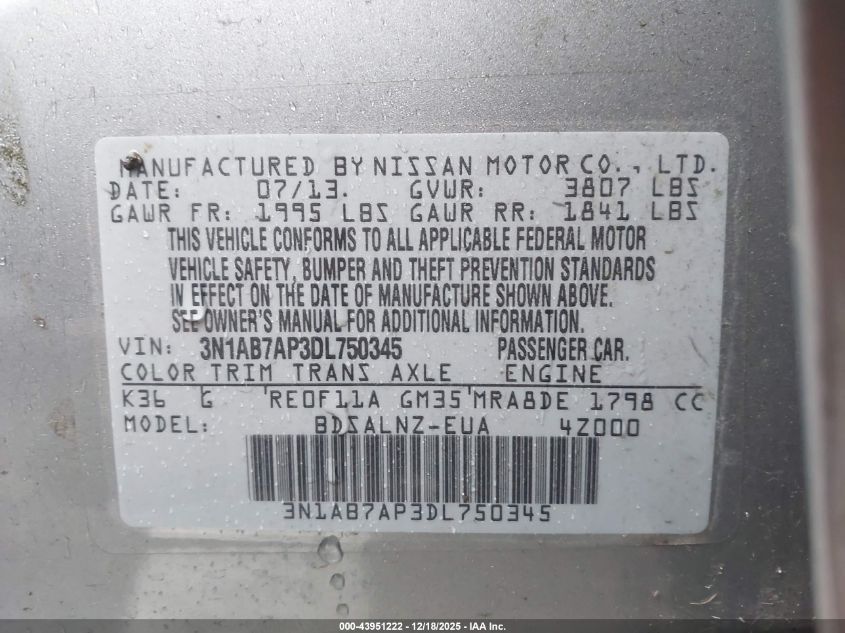 MANUFACTURED BY NISSAN MOTOR CO., LTD.
DATE: 07/13. GVWR: 3807 LBS
GAWR FR: 1995 LBS GAWR RR: 1841 LBS
THIS VEHICLE CONFORMS TO ALL APPLICABLE FEDERAL MOTOR
VEHICLE SAFETY, BUMPER AND THEFT PREVENTION STANDARDS
IN EFFECT ON THE DATE OF MANUFACTURE SHOWN ABOVE.
SEE OWNER'S MANUAL FOR ADDITIONAL INFORMATION.
VIN: 3N1AB7AP3DL750345 PASSENGER CAR.
COLOR TRIM TRANS AXLE ENGINE
K36 G RE0F11A GM35 MRA8DE 1798 CC
MODEL: BDSALNZ-EUA 4Z000
3N1AB7AP3DL750345
000-43951222 - 12/18/2025 - IAA Inc.